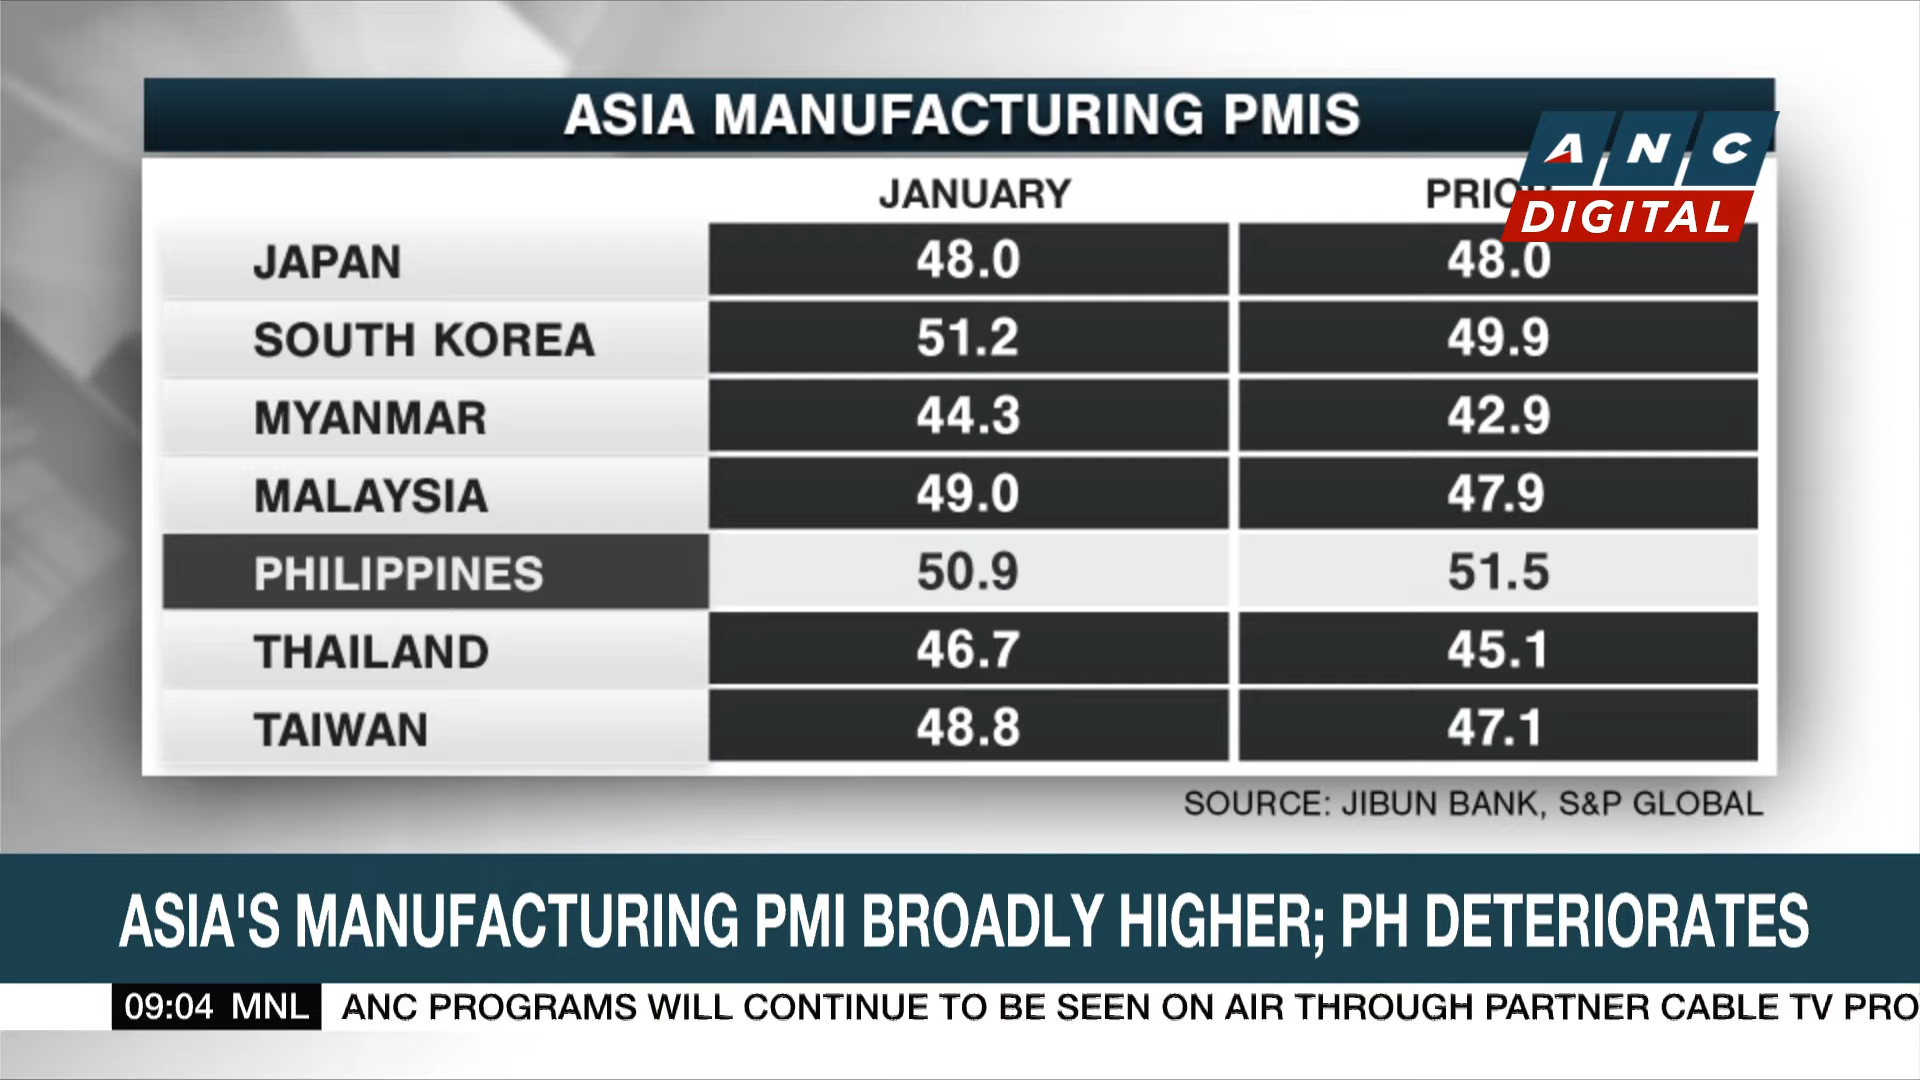 ASIA MANUFACTURING PMIS
ANC
DIGITAL
JANUARY PRIOR
JAPAN 48.0 48.0
SOUTH KOREA 51.2 49.9
MYANMAR 44.3 42.9
MALAYSIA 49.0 47.9
PHILIPPINES 50.9 51.5
THAILAND 46.7 45.1
TAIWAN 48.8 47.1
SOURCE: JIBUN BANK, S&P GLOBAL
ASIA'S MANUFACTURING PMI BROADLY HIGHER; PH DETERIORATES
09:04 MNL ANC PROGRAMS WILL CONTINUE TO BE SEEN ON AIR THROUGH PARTNER CABLE TV PRO